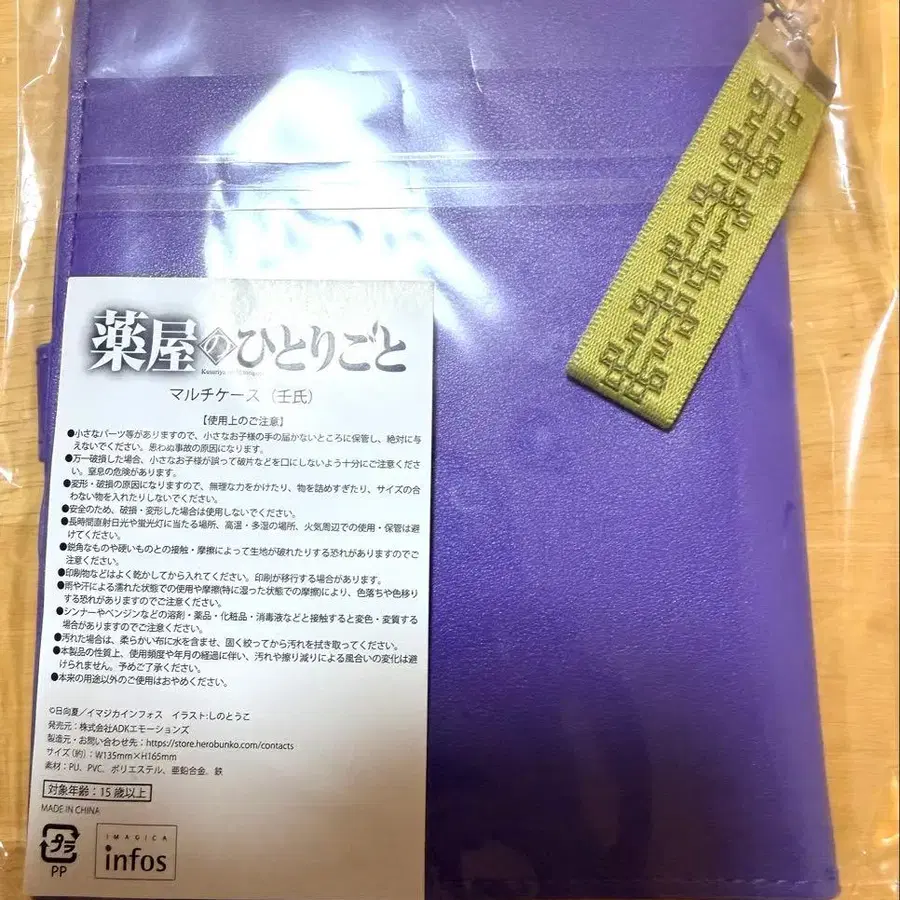 薬屋のひとりごと
マルチケース（壬氏）
【使用上のご注意】
●小さなパーツ等がありますので、小さなお子様の手の届かないところに保管し、絶対に与
えないでください。思わぬ事故の原因になります。
●万一破損した場合、小さなお子様が誤って破片などを口にしないよう十分にご注意くださ
い。窒息の危険があります。
●変形・破損の原因になりますので、無理な力をかけたり、物を詰めすぎたり、サイズの合
わない物を入れたりしないでください。
●安全のため、破損・変形した場合は使用しないでください。
●長時間直射日光や蛍光灯に当たる場所、高温・多湿の場所、火気周辺での使用・保管は避
けてください。
●鋭角なものや硬いものとの接触・摩擦によって生地が破れたりする恐れがありますのでご
注意ください。
●印刷物などはよく乾かしてから入れてください。印刷が移行する場合があります。
●雨や汗による濡れた状態での使用や摩擦(特に湿った状態での摩擦)により、色落ちや色移り
する恐れがありますのでご注意ください。
●シンナーやベンジンなどの溶剤・薬品・化粧品・消毒液などと接触すると変色・変質する
場合がありますのでご注意ください。
●汚れた場合は、柔らかい布に水を含ませ、固く絞ってから汚れを拭き取ってください。
●本製品の性質上、使用頻度や年月の経過に伴い、汚れや擦り減りによる風合いの変化は避
けられません。予めご了承ください。
●本来の用途以外のご使用はおやめください。
©日向夏／イマジカインフォス　イラスト:しのとうこ
発売元：株式会社ADKエモーションズ
製造元・お問い合わせ先：https://store.herobunko.com/contacts
サイズ（約）：W135mm×H165mm
素材：PU、PVC、ポリエステル、亜鉛合金、鉄
対象年齢：15歳以上
MADE IN CHINA
プラ
PP
IMAGICA
infos